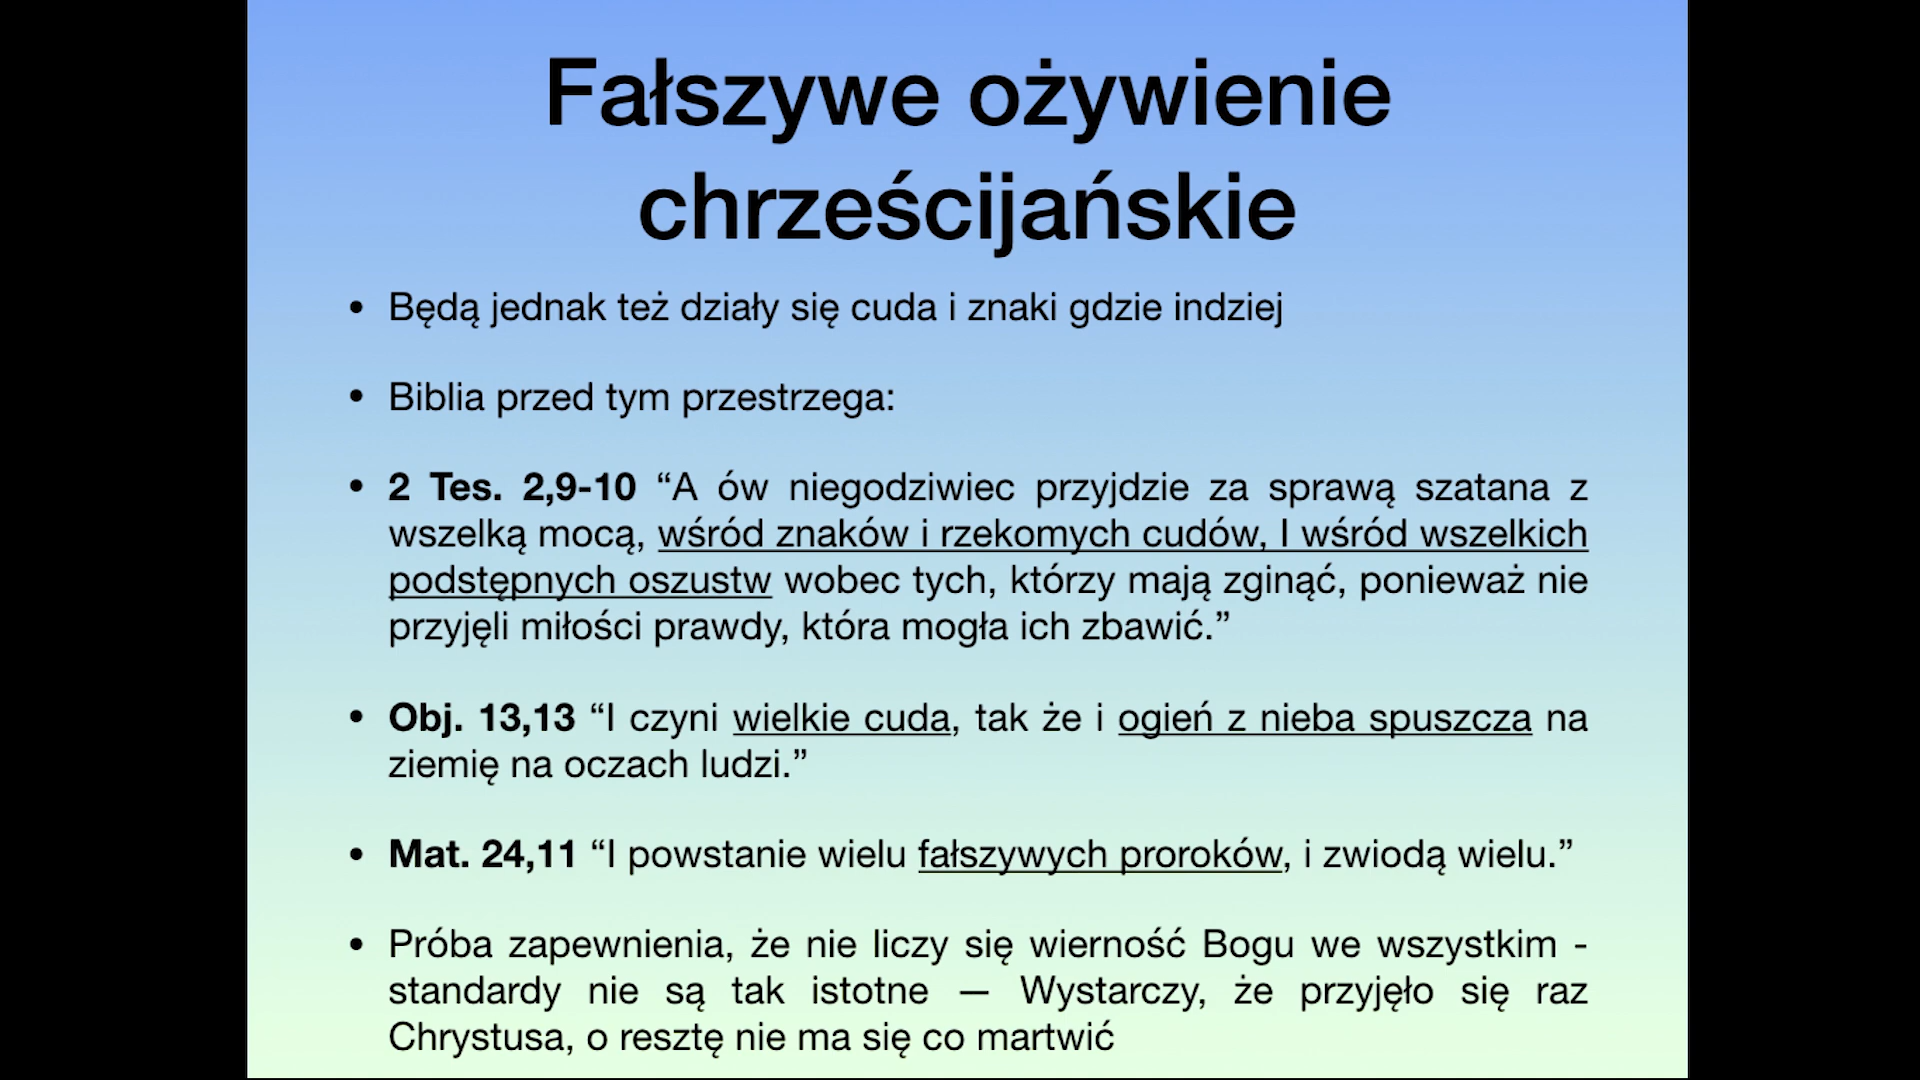 Fałszywe ożywienie
chrześcijańskie
• Będą jednak też działy się cuda i znaki gdzie indziej
• Biblia przed tym przestrzega:
• 2 Tes. 2,9-10 “A ów niegodziwiec przyjdzie za sprawą szatana z
wszelką mocą, wśród znaków i rzekomych cudów, I wśród wszelkich
podstępnych oszustw wobec tych, którzy mają zginąć, ponieważ nie
przyjęli miłości prawdy, która mogła ich zbawić.”
• Obj. 13,13 “I czyni wielkie cuda, tak że i ogień z nieba spuszcza na
ziemię na oczach ludzi.”
• Mat. 24,11 “I powstanie wielu fałszywych proroków, i zwiodą wielu.”
• Próba zapewnienia, że nie liczy się wierność Bogu we wszystkim -
standardy nie są tak istotne — Wystarczy, że przyjęło się raz
Chrystusa, o resztę nie ma się co martwić